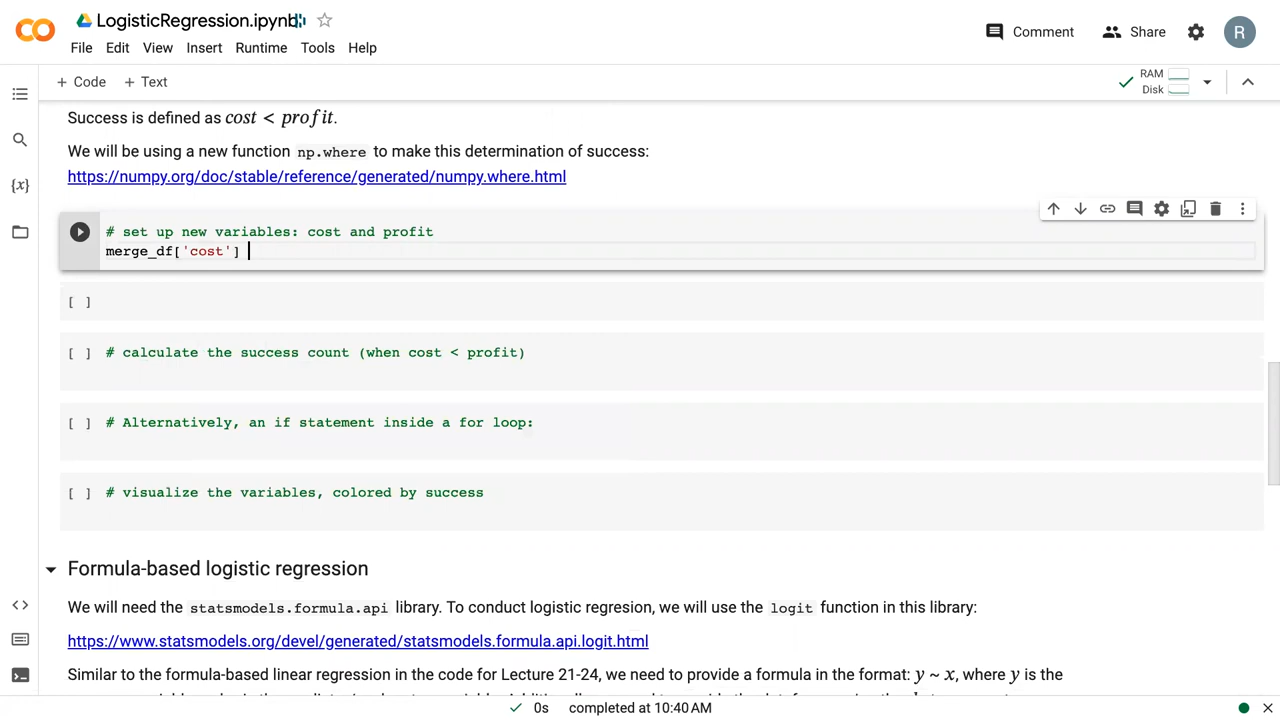 LogisticRegression.ipynb
File Edit View Insert Runtime Tools Help
Comment Share R
+ Code + Text
RAM
Disk
Success is defined as cost < profit.
We will be using a new function np.where to make this determination of success:
https://numpy.org/doc/stable/reference/generated/numpy.where.html
# set up new variables: cost and profit
merge_df['cost']
[ ]
[ ] # calculate the success count (when cost < profit)
[ ] # Alternatively, an if statement inside a for loop:
[ ] # visualize the variables, colored by success
Formula-based logistic regression
We will need the statsmodels.formula.api library. To conduct logistic regresion, we will use the logit function in this library:
https://www.statsmodels.org/devel/generated/statsmodels.formula.api.logit.html
Similar to the formula-based linear regression in the code for Lecture 21-24, we need to provide a formula in the format: y ~ x, where y is the
0s completed at 10:40 AM